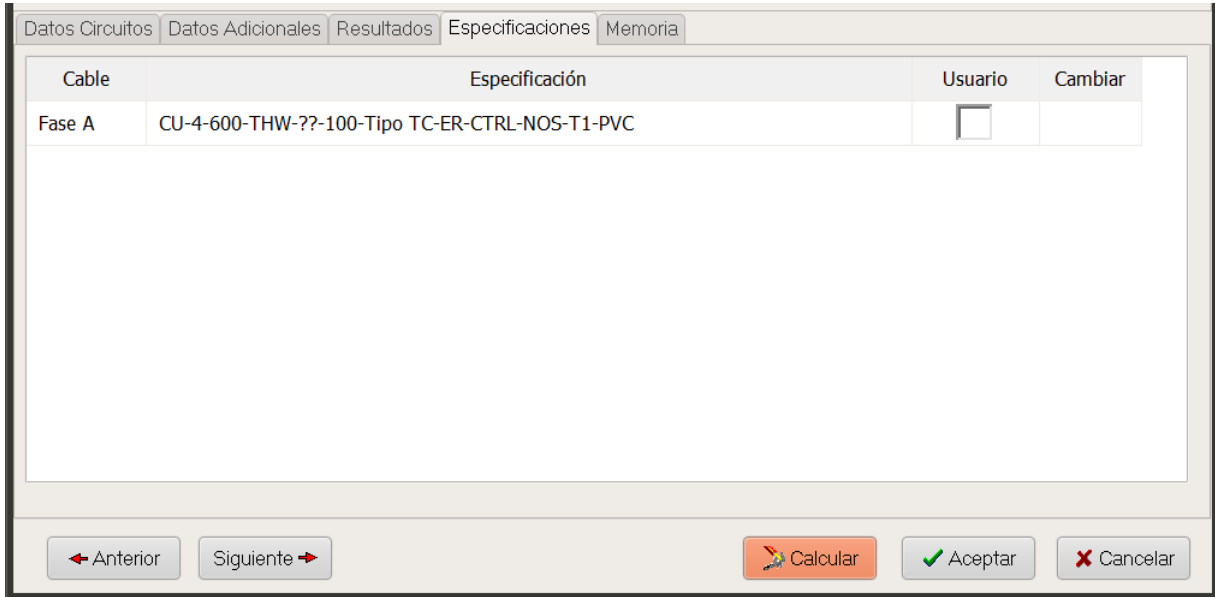 Datos Circuitos Datos Adicionales Resultados Especificaciones Memoria
Cable Especificación Usuario Cambiar
Fase A CU-4-600-THW-??-100-Tipo TC-ER-CTRL-NOS-T1-PVC
Anterior Siguiente Calcular Aceptar Cancelar